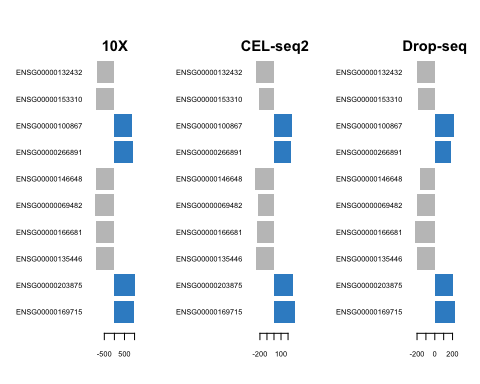 10X CEL-seq2 Drop-seq
ENSG00000132432 ENSG00000132432 ENSG00000132432
ENSG00000153310 ENSG00000153310 ENSG00000153310
ENSG00000100867 ENSG00000100867 ENSG00000100867
ENSG00000266891 ENSG00000266891 ENSG00000266891
ENSG00000146648 ENSG00000146648 ENSG00000146648
ENSG00000069482 ENSG00000069482 ENSG00000069482
ENSG00000166681 ENSG00000166681 ENSG00000166681
ENSG00000135446 ENSG00000135446 ENSG00000135446
ENSG00000203875 ENSG00000203875 ENSG00000203875
ENSG00000169715 ENSG00000169715 ENSG00000169715
-500 500 -200 100 -200 0 200